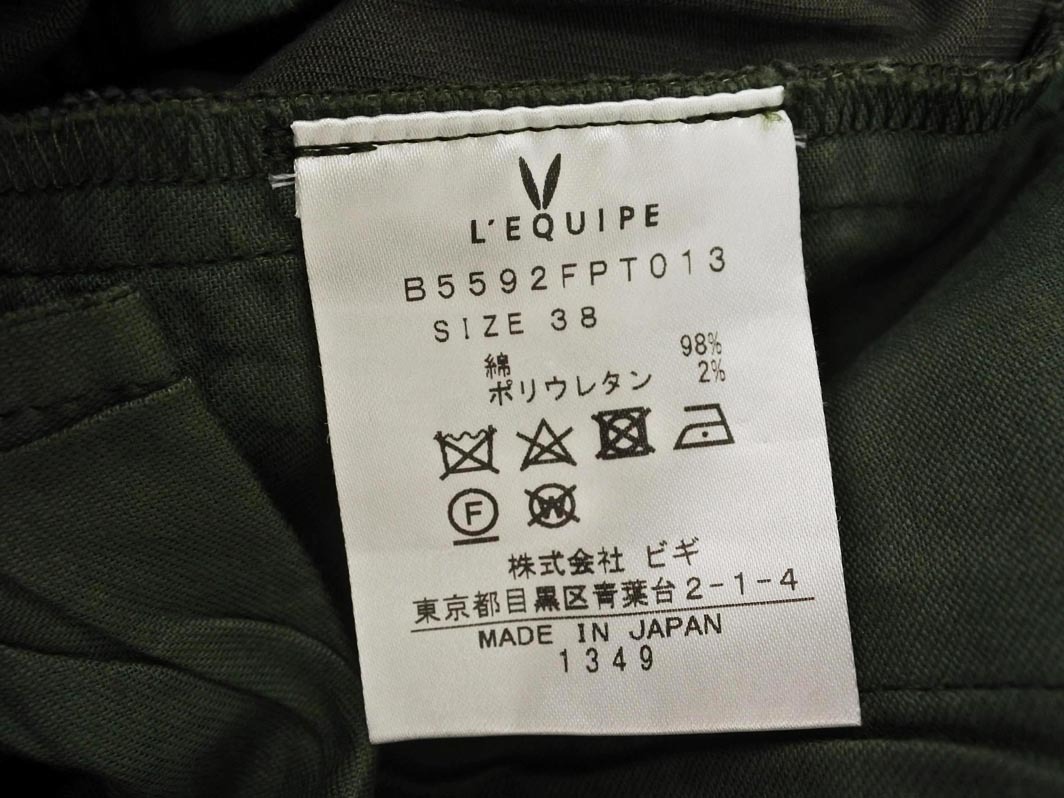 L'EQUIPE
B5592FPT013
SIZE 38
綿 98%
ポリウレタン 2%
F W
株式会社 ビギ
東京都目黒区青葉台2-1-4
MADE IN JAPAN
1349